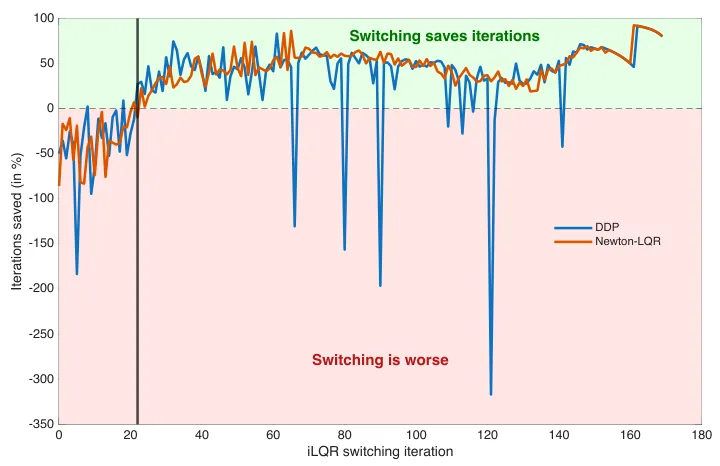 Switching saves iterations
Switching is worse
DDP
Newton-LQR
Iterations saved (in %)
100
50
0
-50
-100
-150
-200
-250
-300
-350
0 20 40 60 80 100 120 140 160 180
iLQR switching iteration